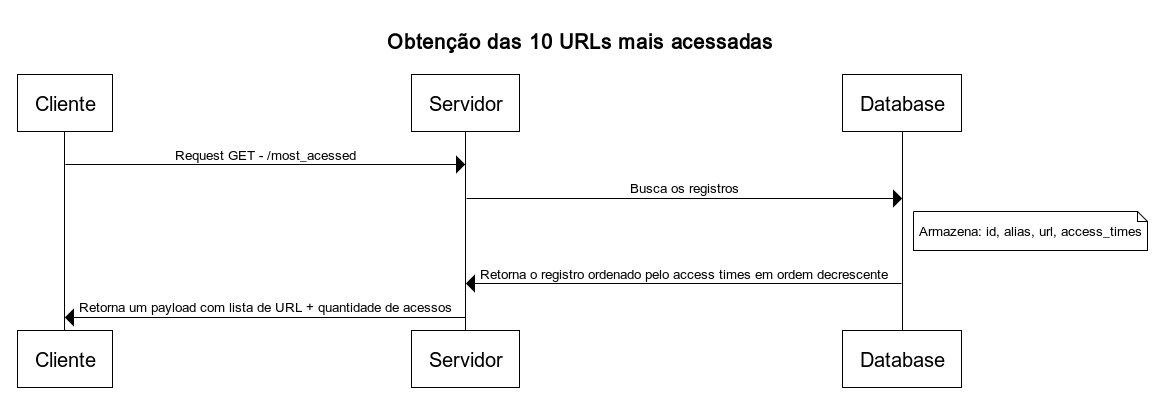 Obtenção das 10 URLs mais acessadas
Cliente
Servidor
Database
Request GET - /most_acessed
Busca os registros
Armazena: id, alias, url, access_times
Retorna o registro ordenado pelo access times em ordem decrescente
Retorna um payload com lista de URL + quantidade de acessos
Cliente
Servidor
Database